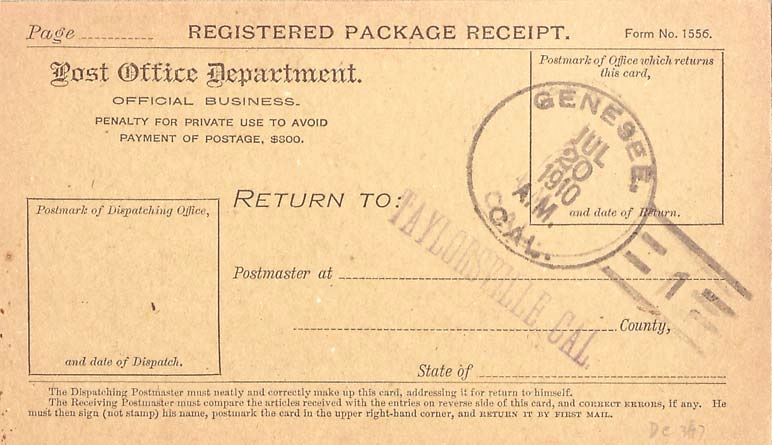 Page
REGISTERED PACKAGE RECEIPT.
Form No. 1556.
Post Office Department.
OFFICIAL BUSINESS.
PENALTY FOR PRIVATE USE TO AVOID
PAYMENT OF POSTAGE, $300.
Postmark of Office which returns
this card,
GENESEE,
JUL
20
1910
A.M.
CAL.
and date of Return.
1
Postmark of Dispatching Office,
and date of Dispatch.
RETURN TO:
TAYLORSVILLE CAL.
Postmaster at
County,
State of
The Dispatching Postmaster must neatly and correctly make up this card, addressing it for return to himself.
The Receiving Postmaster must compare the articles received with the entries on reverse side of this card, and CORRECT ERRORS, if any. He
must then sign (not stamp) his name, postmark the card in the upper right-hand corner, and RETURN IT BY FIRST MAIL.